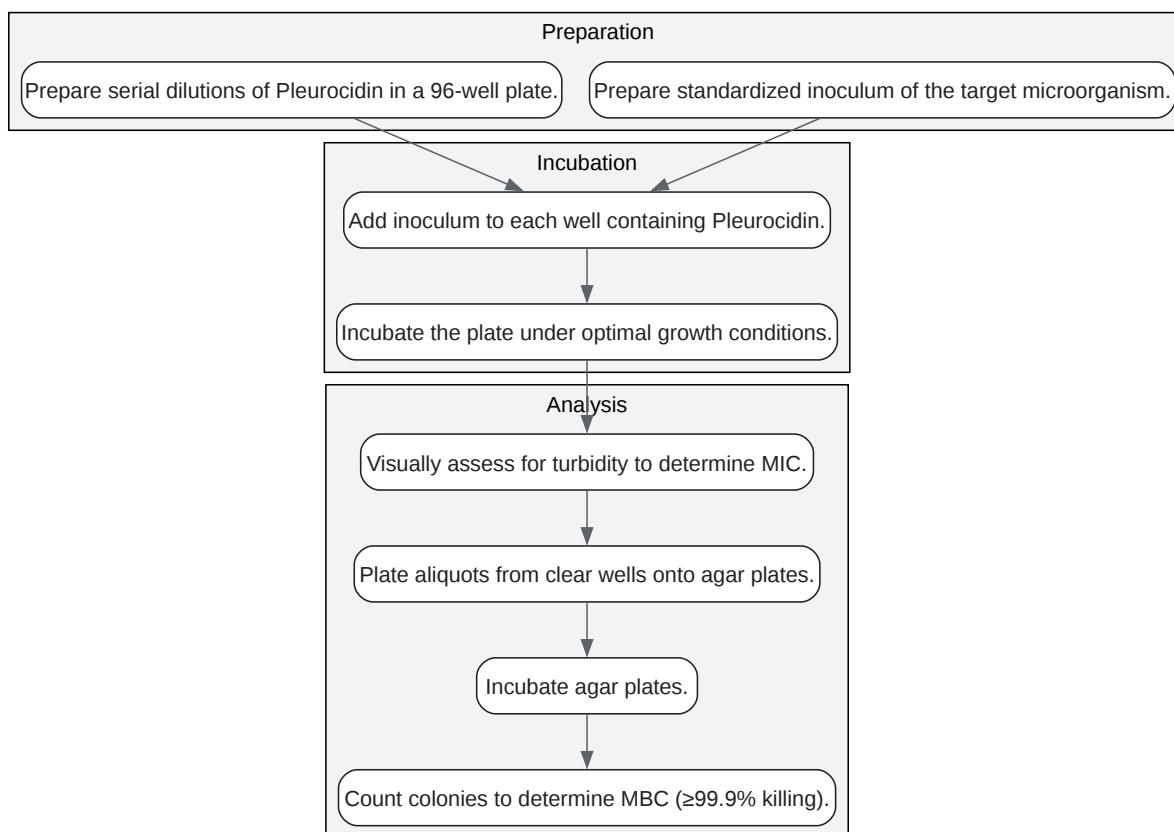 Preparation
Prepare serial dilutions of Pleurocidin in a 96-well plate.
Prepare standardized inoculum of the target microorganism.
Incubation
Add inoculum to each well containing Pleurocidin.
Incubate the plate under optimal growth conditions.
Analysis
Visually assess for turbidity to determine MIC.
Plate aliquots from clear wells onto agar plates.
Incubate agar plates.
Count colonies to determine MBC (≥99.9% killing).